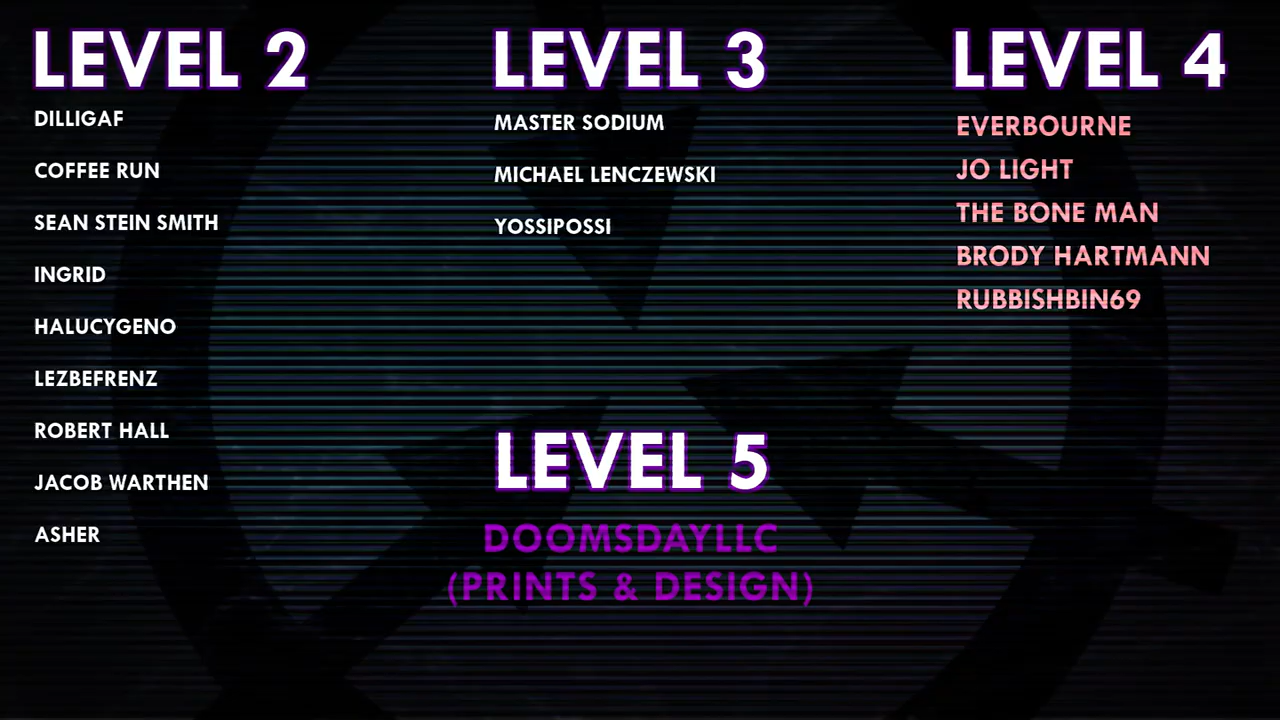 LEVEL 2
DILLIGAF
COFFEE RUN
SEAN STEIN SMITH
INGRID
HALUCYGENO
LEZBEFRENZ
ROBERT HALL
JACOB WARTHEN
ASHER
LEVEL 3
MASTER SODIUM
MICHAEL LENCZEWSKI
YOSSIPOSSI
LEVEL 4
EVERBOURNE
JO LIGHT
THE BONE MAN
BRODY HARTMANN
RUBBISHBIN69
LEVEL 5
DOOMSDAYLLC
(PRINTS & DESIGN)